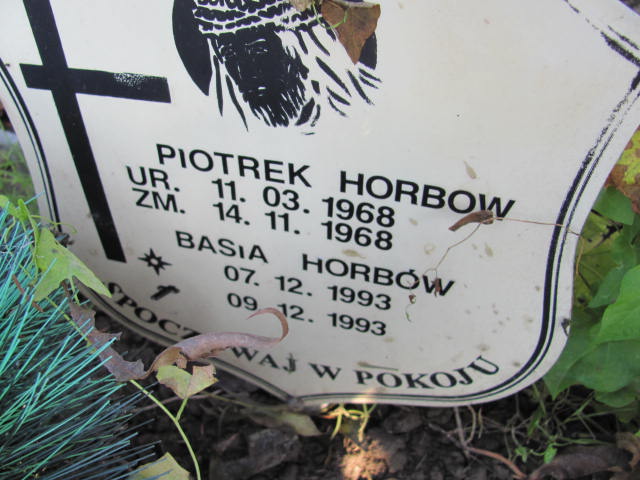 PIOTREK HORBOW
UR. 11. 03. 1968
ZM. 14. 11. 1968
BASiA HORBÓW
07. 12. 1993
09. 12. 1993
SPOCZYWAJ W POKOJU